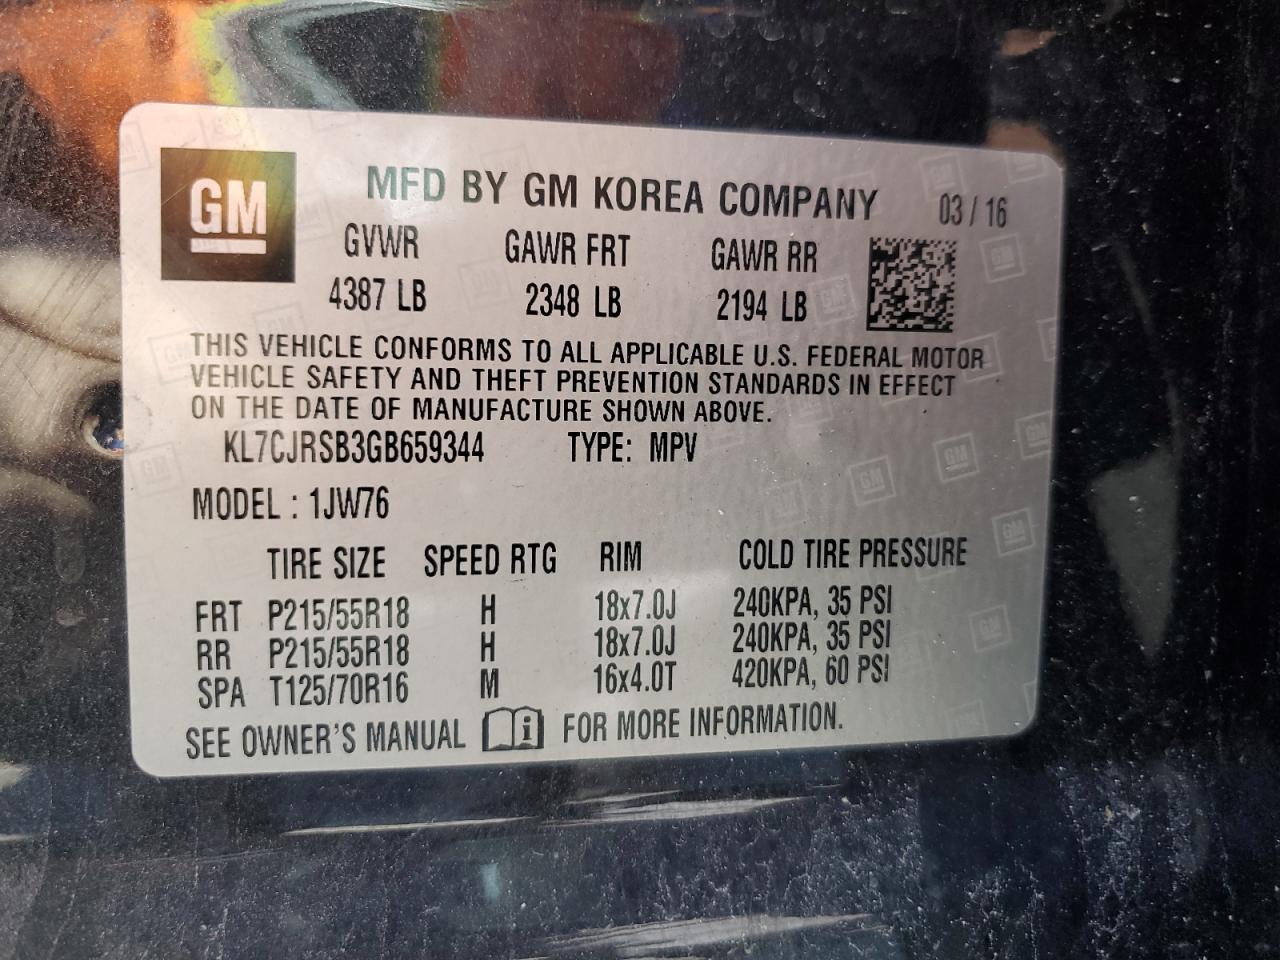 GM
MFD BY GM KOREA COMPANY 03 / 16
GVWR GAWR FRT GAWR RR
4387 LB 2348 LB 2194 LB
THIS VEHICLE CONFORMS TO ALL APPLICABLE U.S. FEDERAL MOTOR
VEHICLE SAFETY AND THEFT PREVENTION STANDARDS IN EFFECT
ON THE DATE OF MANUFACTURE SHOWN ABOVE.
KL7CJRSB3GB659344 TYPE: MPV
MODEL : 1JW76
TIRE SIZE SPEED RTG RIM COLD TIRE PRESSURE
FRT P215/55R18 H 18x7.0J 240KPA, 35 PSI
RR P215/55R18 H 18x7.0J 240KPA, 35 PSI
SPA T125/70R16 M 16x4.0T 420KPA, 60 PSI
SEE OWNER'S MANUAL i FOR MORE INFORMATION.